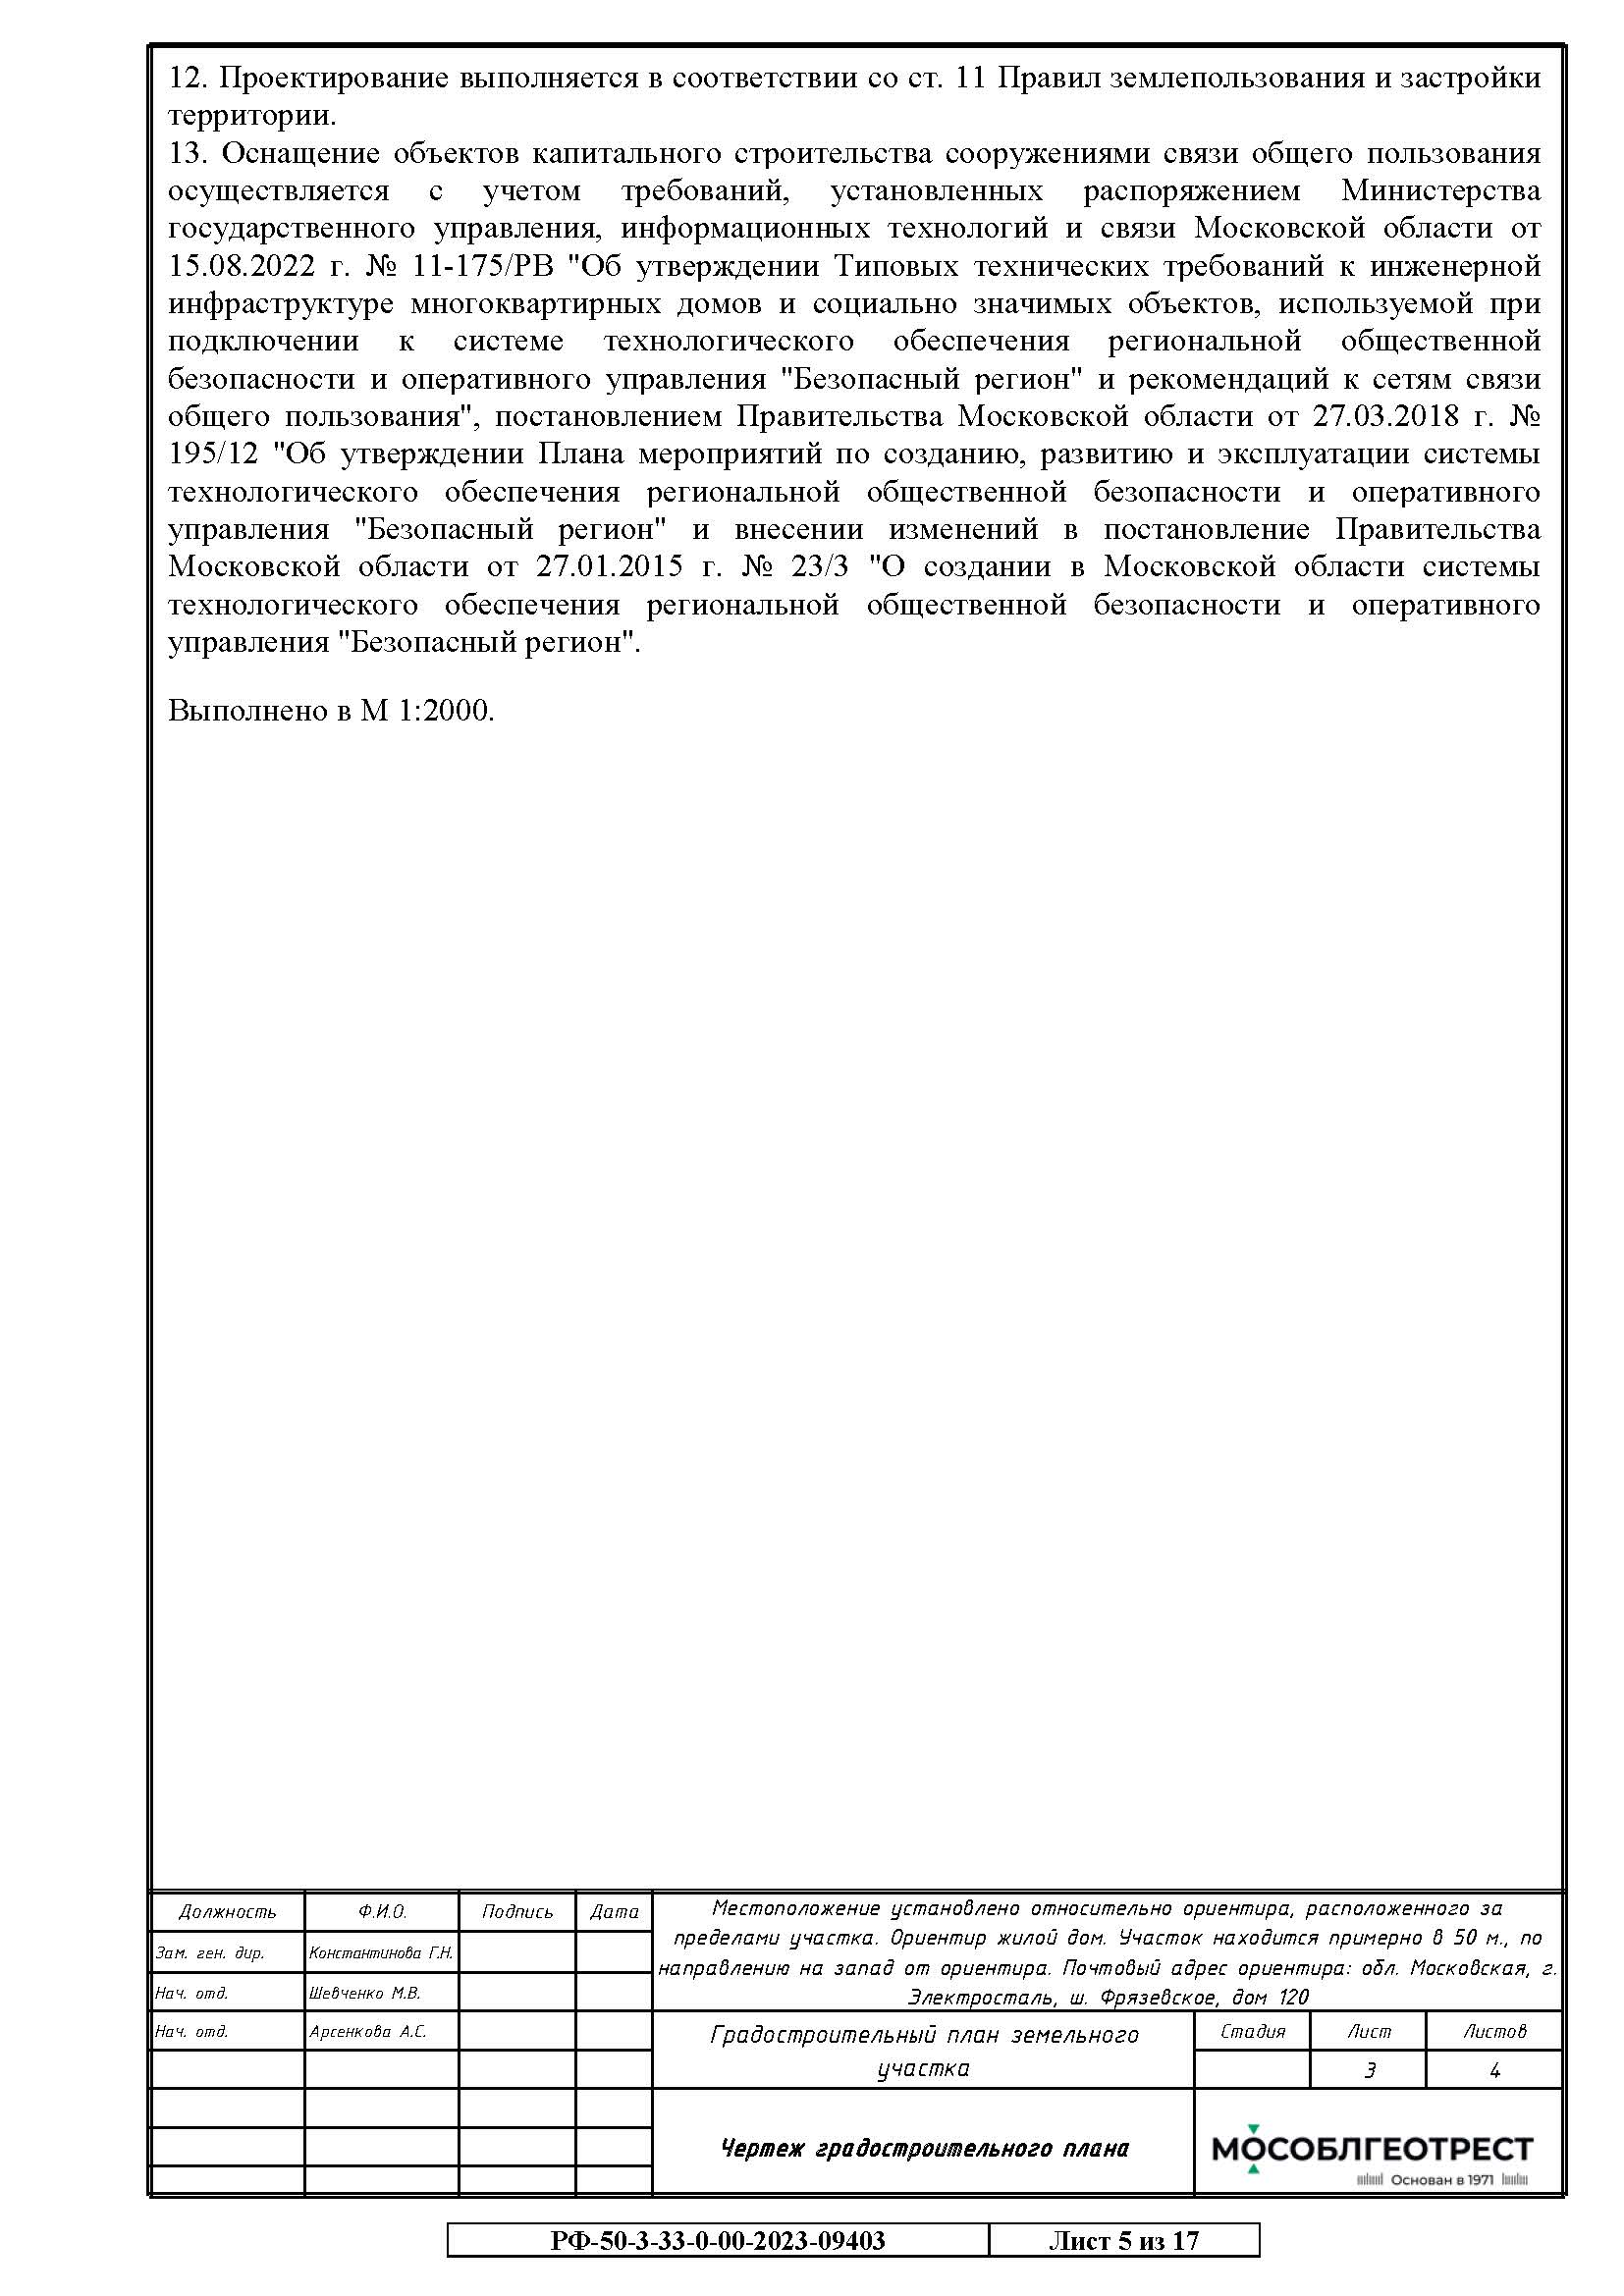 12. Проектирование выполняется в соответствии со ст. 11 Правил землепользования и застройки
территории.
13. Оснащение объектов капитального строительства сооружениями связи общего пользования
осуществляется с учетом требований, установленных распоряжением Министерства
государственного управления, информационных технологий и связи Московской области от
15.08.2022 г. № 11-175/РВ "Об утверждении Типовых технических требований к инженерной
инфраструктуре многоквартирных домов и социально значимых объектов, используемой при
подключении к системе технологического обеспечения региональной общественной
безопасности и оперативного управления "Безопасный регион" и рекомендаций к сетям связи
общего пользования", постановлением Правительства Московской области от 27.03.2018 г. №
195/12 "Об утверждении Плана мероприятий по созданию, развитию и эксплуатации системы
технологического обеспечения региональной общественной безопасности и оперативного
управления "Безопасный регион" и внесении изменений в постановление Правительства
Московской области от 27.01.2015 г. № 23/3 "О создании в Московской области системы
технологического обеспечения региональной общественной безопасности и оперативного
управления "Безопасный регион".
Выполнено в М 1:2000.
Должность Ф.И.О. Подпись Дата
Зам. ген. дир. Константинова Г.Н.
Нач. отд. Шевченко М.В.
Нач. отд. Арсенкова А.С.
Местоположение установлено относительно ориентира, расположенного за
пределами участка. Ориентир жилой дом. Участок находится примерно в 50 м., по
направлению на запад от ориентира. Почтовый адрес ориентира: обл. Московская, г.
Электросталь, ш. Фрязевское, дом 120
Градостроительный план земельного
участка
Стадия Лист Листов
3 4
Чертеж градостроительного плана
МОСОБЛГЕОТРЕСТ
Основан в 1971
РФ-50-3-33-0-00-2023-09403 Лист 5 из 17